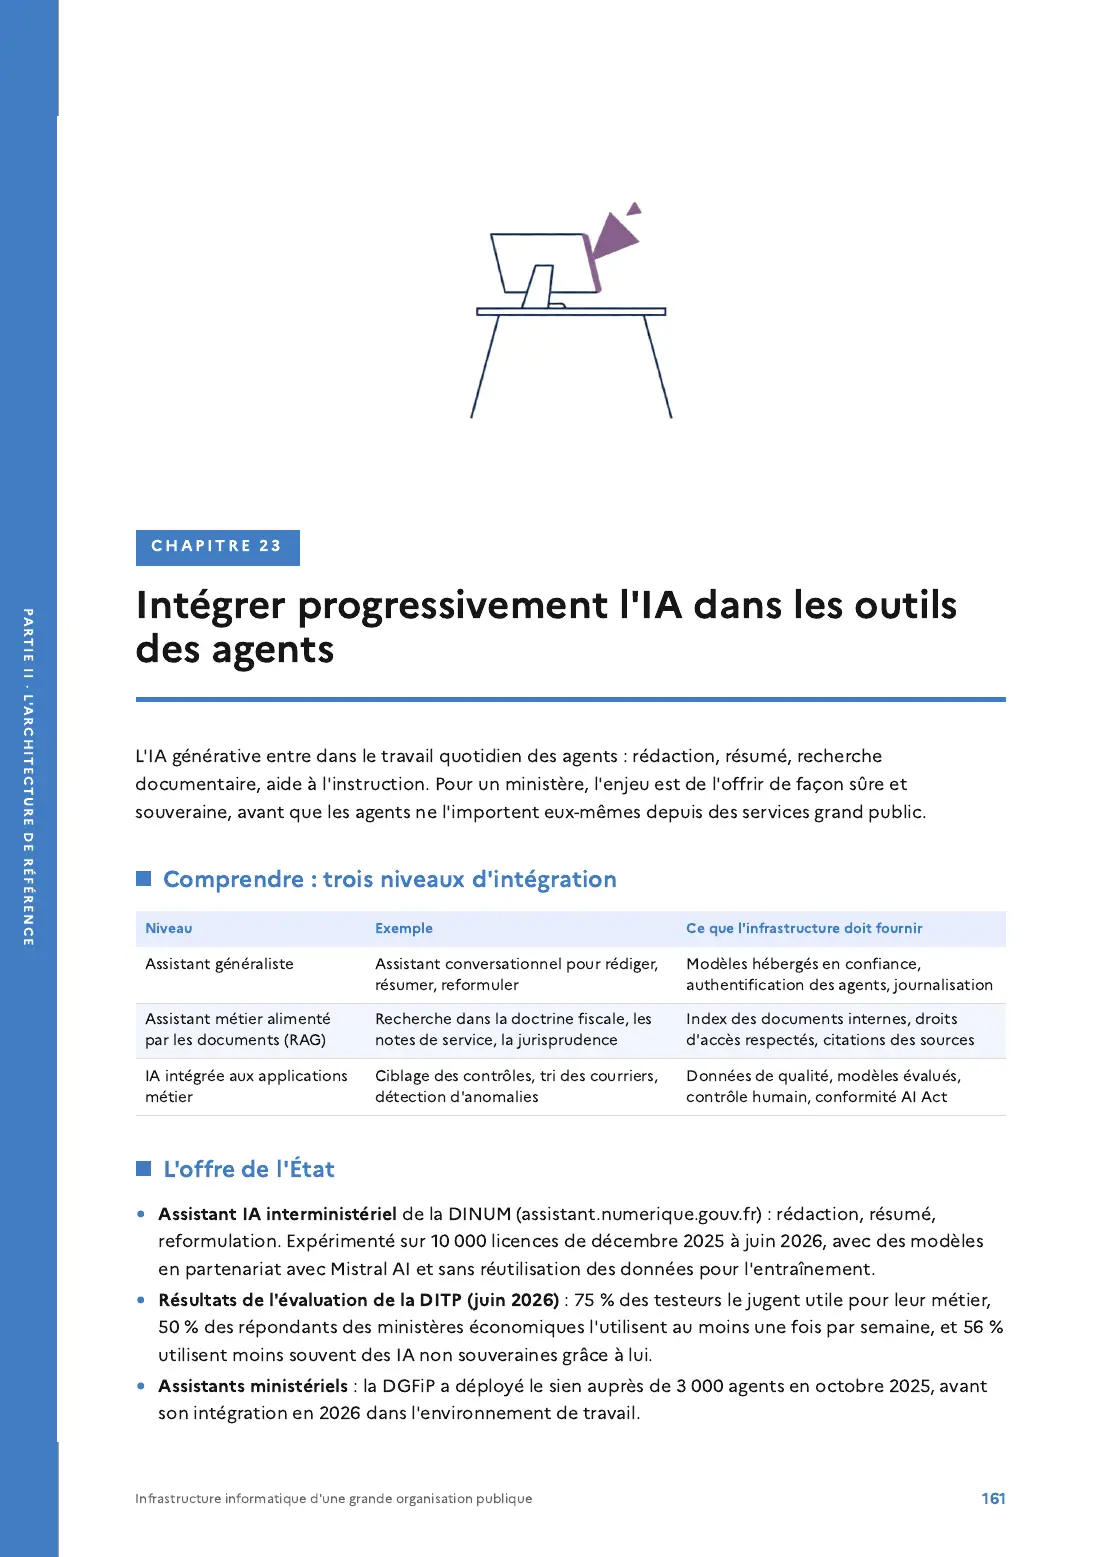 PARTIE II · L'ARCHITECTURE DE RÉFÉRENCE
CHAPITRE 23
Intégrer progressivement l'IA dans les outils
des agents
L'IA générative entre dans le travail quotidien des agents : rédaction, résumé, recherche
documentaire, aide à l'instruction. Pour un ministère, l'enjeu est de l'offrir de façon sûre et
souveraine, avant que les agents ne l'importent eux-mêmes depuis des services grand public.
Comprendre : trois niveaux d'intégration
Niveau Exemple Ce que l'infrastructure doit fournir
Assistant généraliste Assistant conversationnel pour rédiger, Modèles hébergés en confiance,
résumer, reformuler authentification des agents, journalisation
Assistant métier alimenté Recherche dans la doctrine fiscale, les Index des documents internes, droits
par les documents (RAG) notes de service, la jurisprudence d'accès respectés, citations des sources
IA intégrée aux applications Ciblage des contrôles, tri des courriers, Données de qualité, modèles évalués,
métier détection d'anomalies contrôle humain, conformité AI Act
L'offre de l'État
• Assistant IA interministériel de la DINUM (assistant.numerique.gouv.fr) : rédaction, résumé,
reformulation. Expérimenté sur 10 000 licences de décembre 2025 à juin 2026, avec des modèles
en partenariat avec Mistral AI et sans réutilisation des données pour l'entraînement.
• Résultats de l'évaluation de la DITP (juin 2026) : 75 % des testeurs le jugent utile pour leur métier,
50 % des répondants des ministères économiques l'utilisent au moins une fois par semaine, et 56 %
utilisent moins souvent des IA non souveraines grâce à lui.
• Assistants ministériels : la DGFiP a déployé le sien auprès de 3 000 agents en octobre 2025, avant
son intégration en 2026 dans l'environnement de travail.
Infrastructure informatique d'une grande organisation publique 161